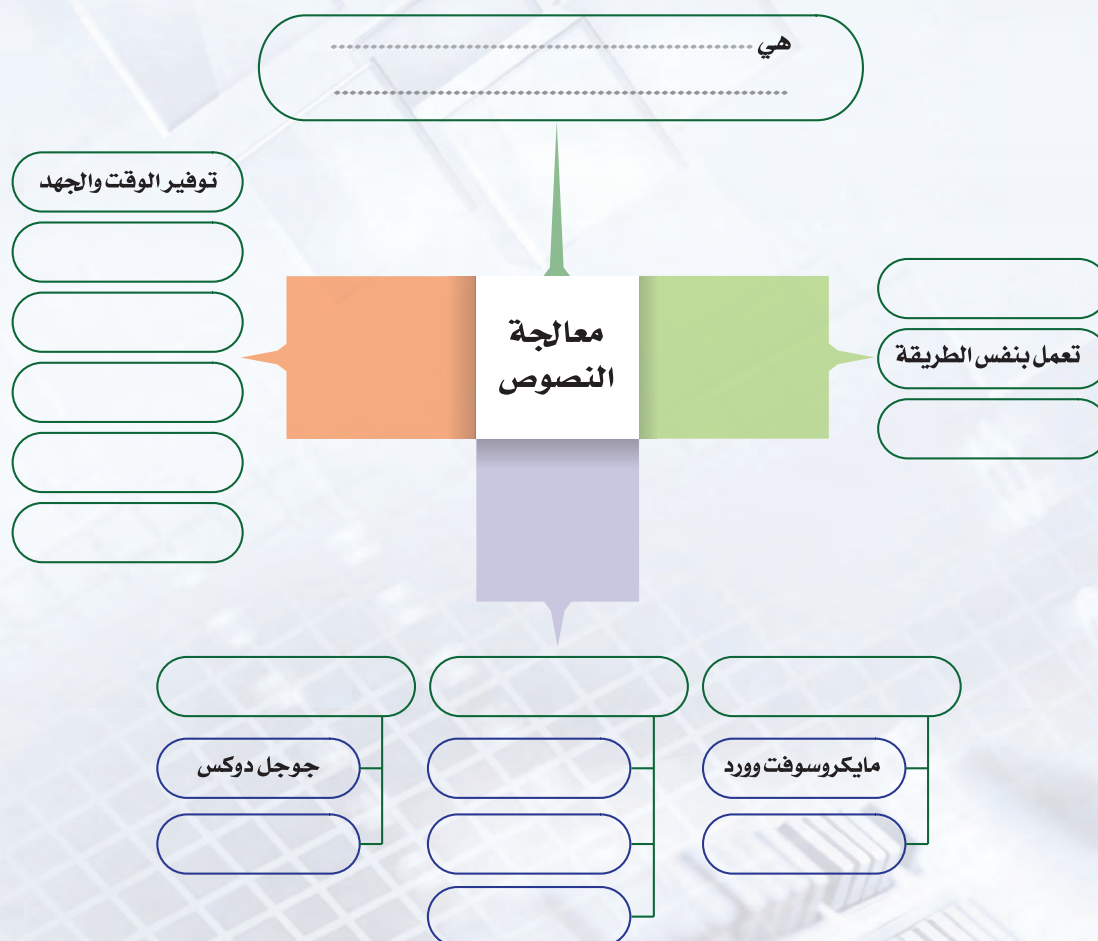 هي ................................................
................................................
توفير الوقت والجهد
معالجة
النصوص
تعمل بنفس الطريقة
مايكروسوفت وورد
جوجل دوكس